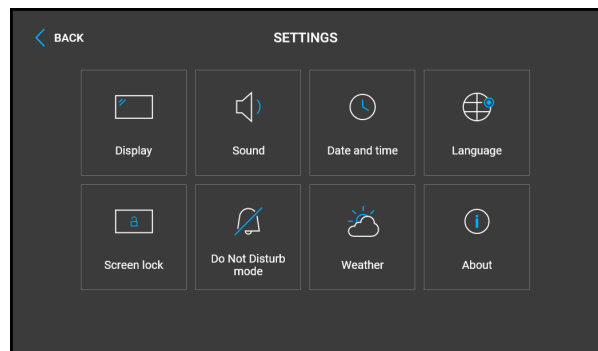 BACK
SETTINGS
Display
Sound
Date and time
Language
Screen lock
Do Not Disturb
mode
Weather
About